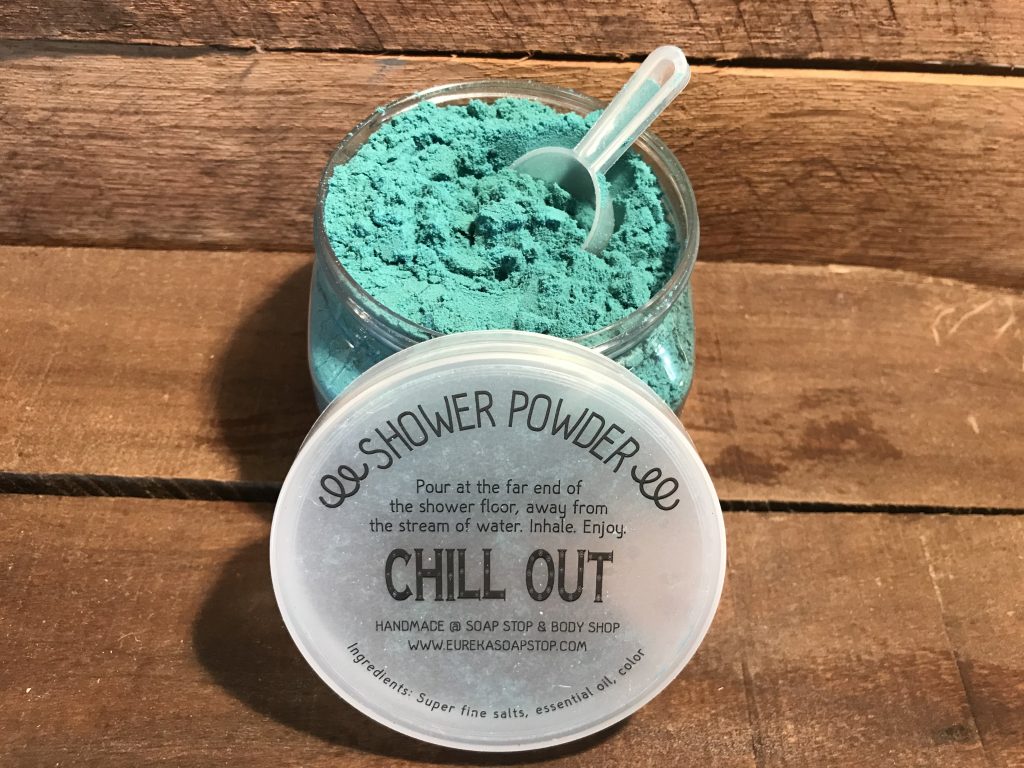 SHOWER POWDER
Pour at the far end of
the shower floor, away from
the stream of water. Inhale. Enjoy.
CHILL OUT
HANDMADE @ SOAP STOP & BODY SHOP
WWW.EUREKASOAPSTOP.COM
Ingredients: Super fine salts, essential oil, color